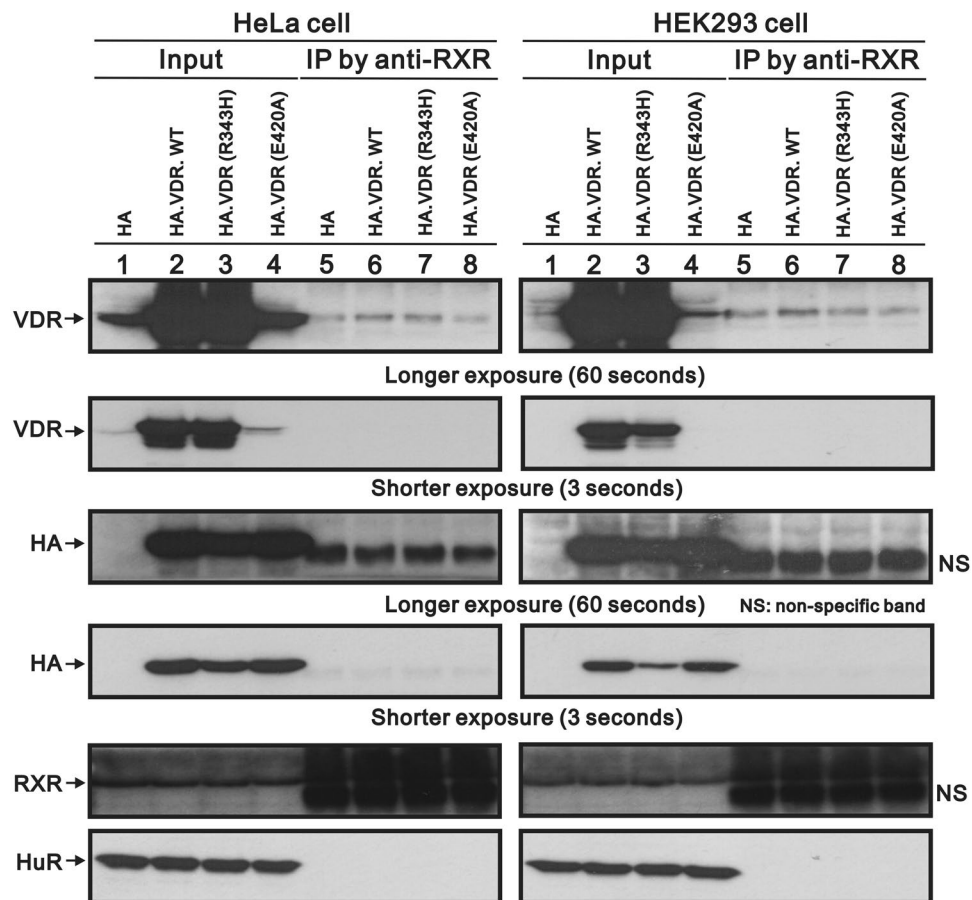 HeLa cell HEK293 cell
Input IP by anti-RXR Input IP by anti-RXR
HA HA.VDR. WT HA.VDR (R343H) HA.VDR (E420A) HA HA.VDR. WT HA.VDR (R343H) HA.VDR (E420A) HA HA.VDR. WT HA.VDR (R343H) HA.VDR (E420A) HA HA.VDR. WT HA.VDR (R343H) HA.VDR (E420A)
1 2 3 4 5 6 7 8 1 2 3 4 5 6 7 8
VDR
Longer exposure (60 seconds)
VDR
Shorter exposure (3 seconds)
HA NS
Longer exposure (60 seconds) NS: non-specific band
HA
Shorter exposure (3 seconds)
RXR NS
HuR